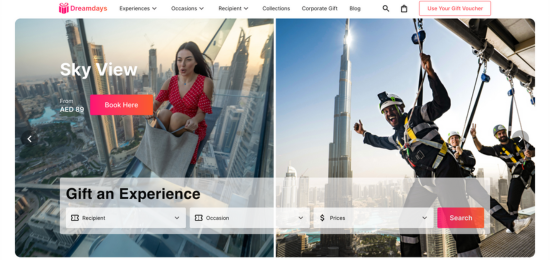 Dreamdays
Experiences
Occasions
Recipient
Collections
Corporate Gift
Blog
Use Your Gift Voucher
Sky View
From
AED 89
Book Here
Gift an Experience
Recipient
Occasion
$ Prices
Search